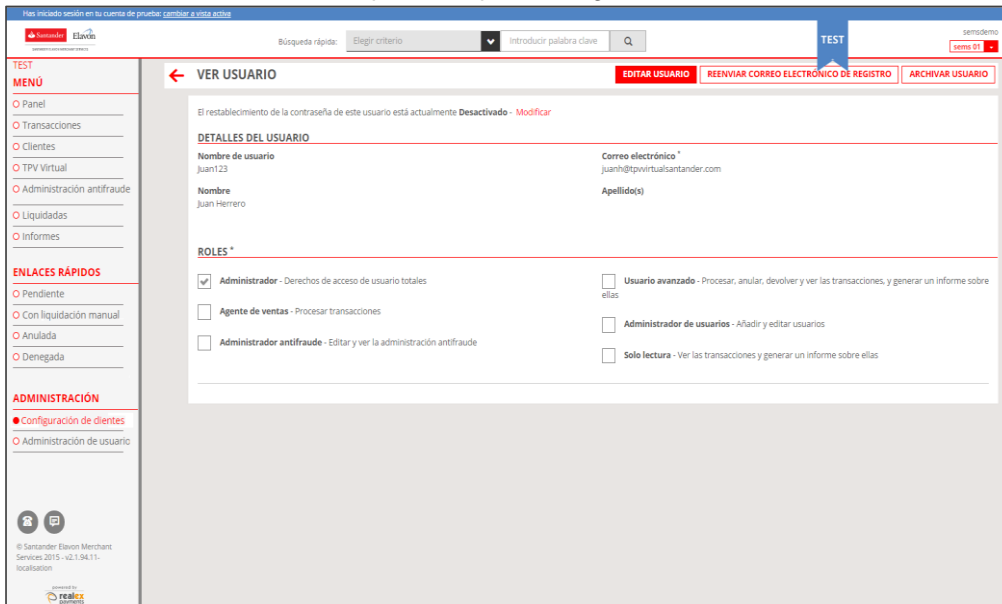 Has iniciado sesión en tu cuenta de prueba: cambiar a vista activa
Santander Elavon
Búsqueda rápida: Elegir criterio Introducir palabra clave
TEST
semsdemo
sems 01
TEST
MENÚ
Panel
Transacciones
Clientes
TPV Virtual
Administración antifraude
Liquidadas
Informes
ENLACES RÁPIDOS
Pendiente
Con liquidación manual
Anulada
Denegada
ADMINISTRACIÓN
Configuración de clientes
Administración de usuario
© Santander Elavon Merchant
Services 2015 - v2.1.94.11-
localisation
powered by
realex
payments
VER USUARIO
EDITAR USUARIO REENVIAR CORREO ELECTRÓNICO DE REGISTRO ARCHIVAR USUARIO
El restablecimiento de la contraseña de este usuario está actualmente Desactivado - Modificar
DETALLES DEL USUARIO
Nombre de usuario
Juan123
Correo electrónico *
juanh@tpvvirtualsantander.com
Nombre
Juan Herrero
Apellido(s)
ROLES *
Administrador - Derechos de acceso de usuario totales
Agente de ventas - Procesar transacciones
Administrador antifraude - Editar y ver la administración antifraude
Usuario avanzado - Procesar, anular, devolver y ver las transacciones, y generar un informe sobre
ellas
Administrador de usuarios - Añadir y editar usuarios
Solo lectura - Ver las transacciones y generar un informe sobre ellas